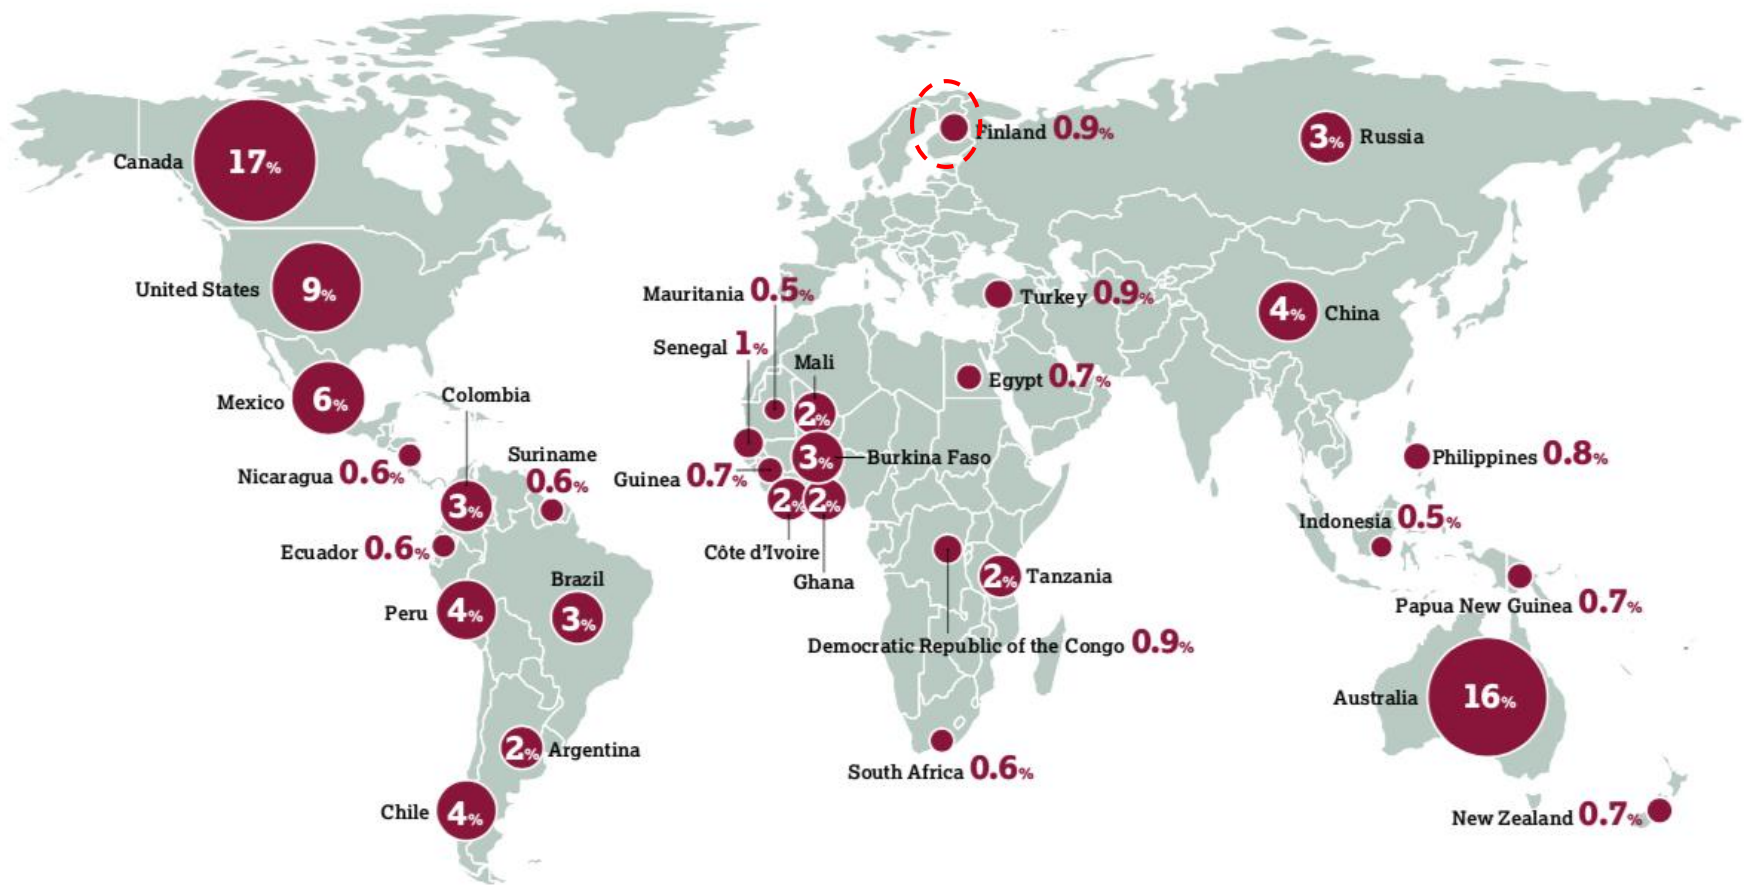 Canada 17%
United States 9%
Mexico 6%
Nicaragua 0.6%
Colombia
3%
Suriname
0.6%
Ecuador 0.6%
Peru 4%
Brazil
3%
2% Argentina
Chile 4%
Finland 0.9%
3% Russia
Mauritania 0.5%
Turkey 0.9%
4% China
Senegal 1%
Mali
2%
Egypt 0.7%
3% Burkina Faso
Guinea 0.7%
2% 2%
Côte d'Ivoire
Ghana
2% Tanzania
Democratic Republic of the Congo 0.9%
South Africa 0.6%
Philippines 0.8%
Indonesia 0.5%
Papua New Guinea 0.7%
Australia 16%
New Zealand 0.7%